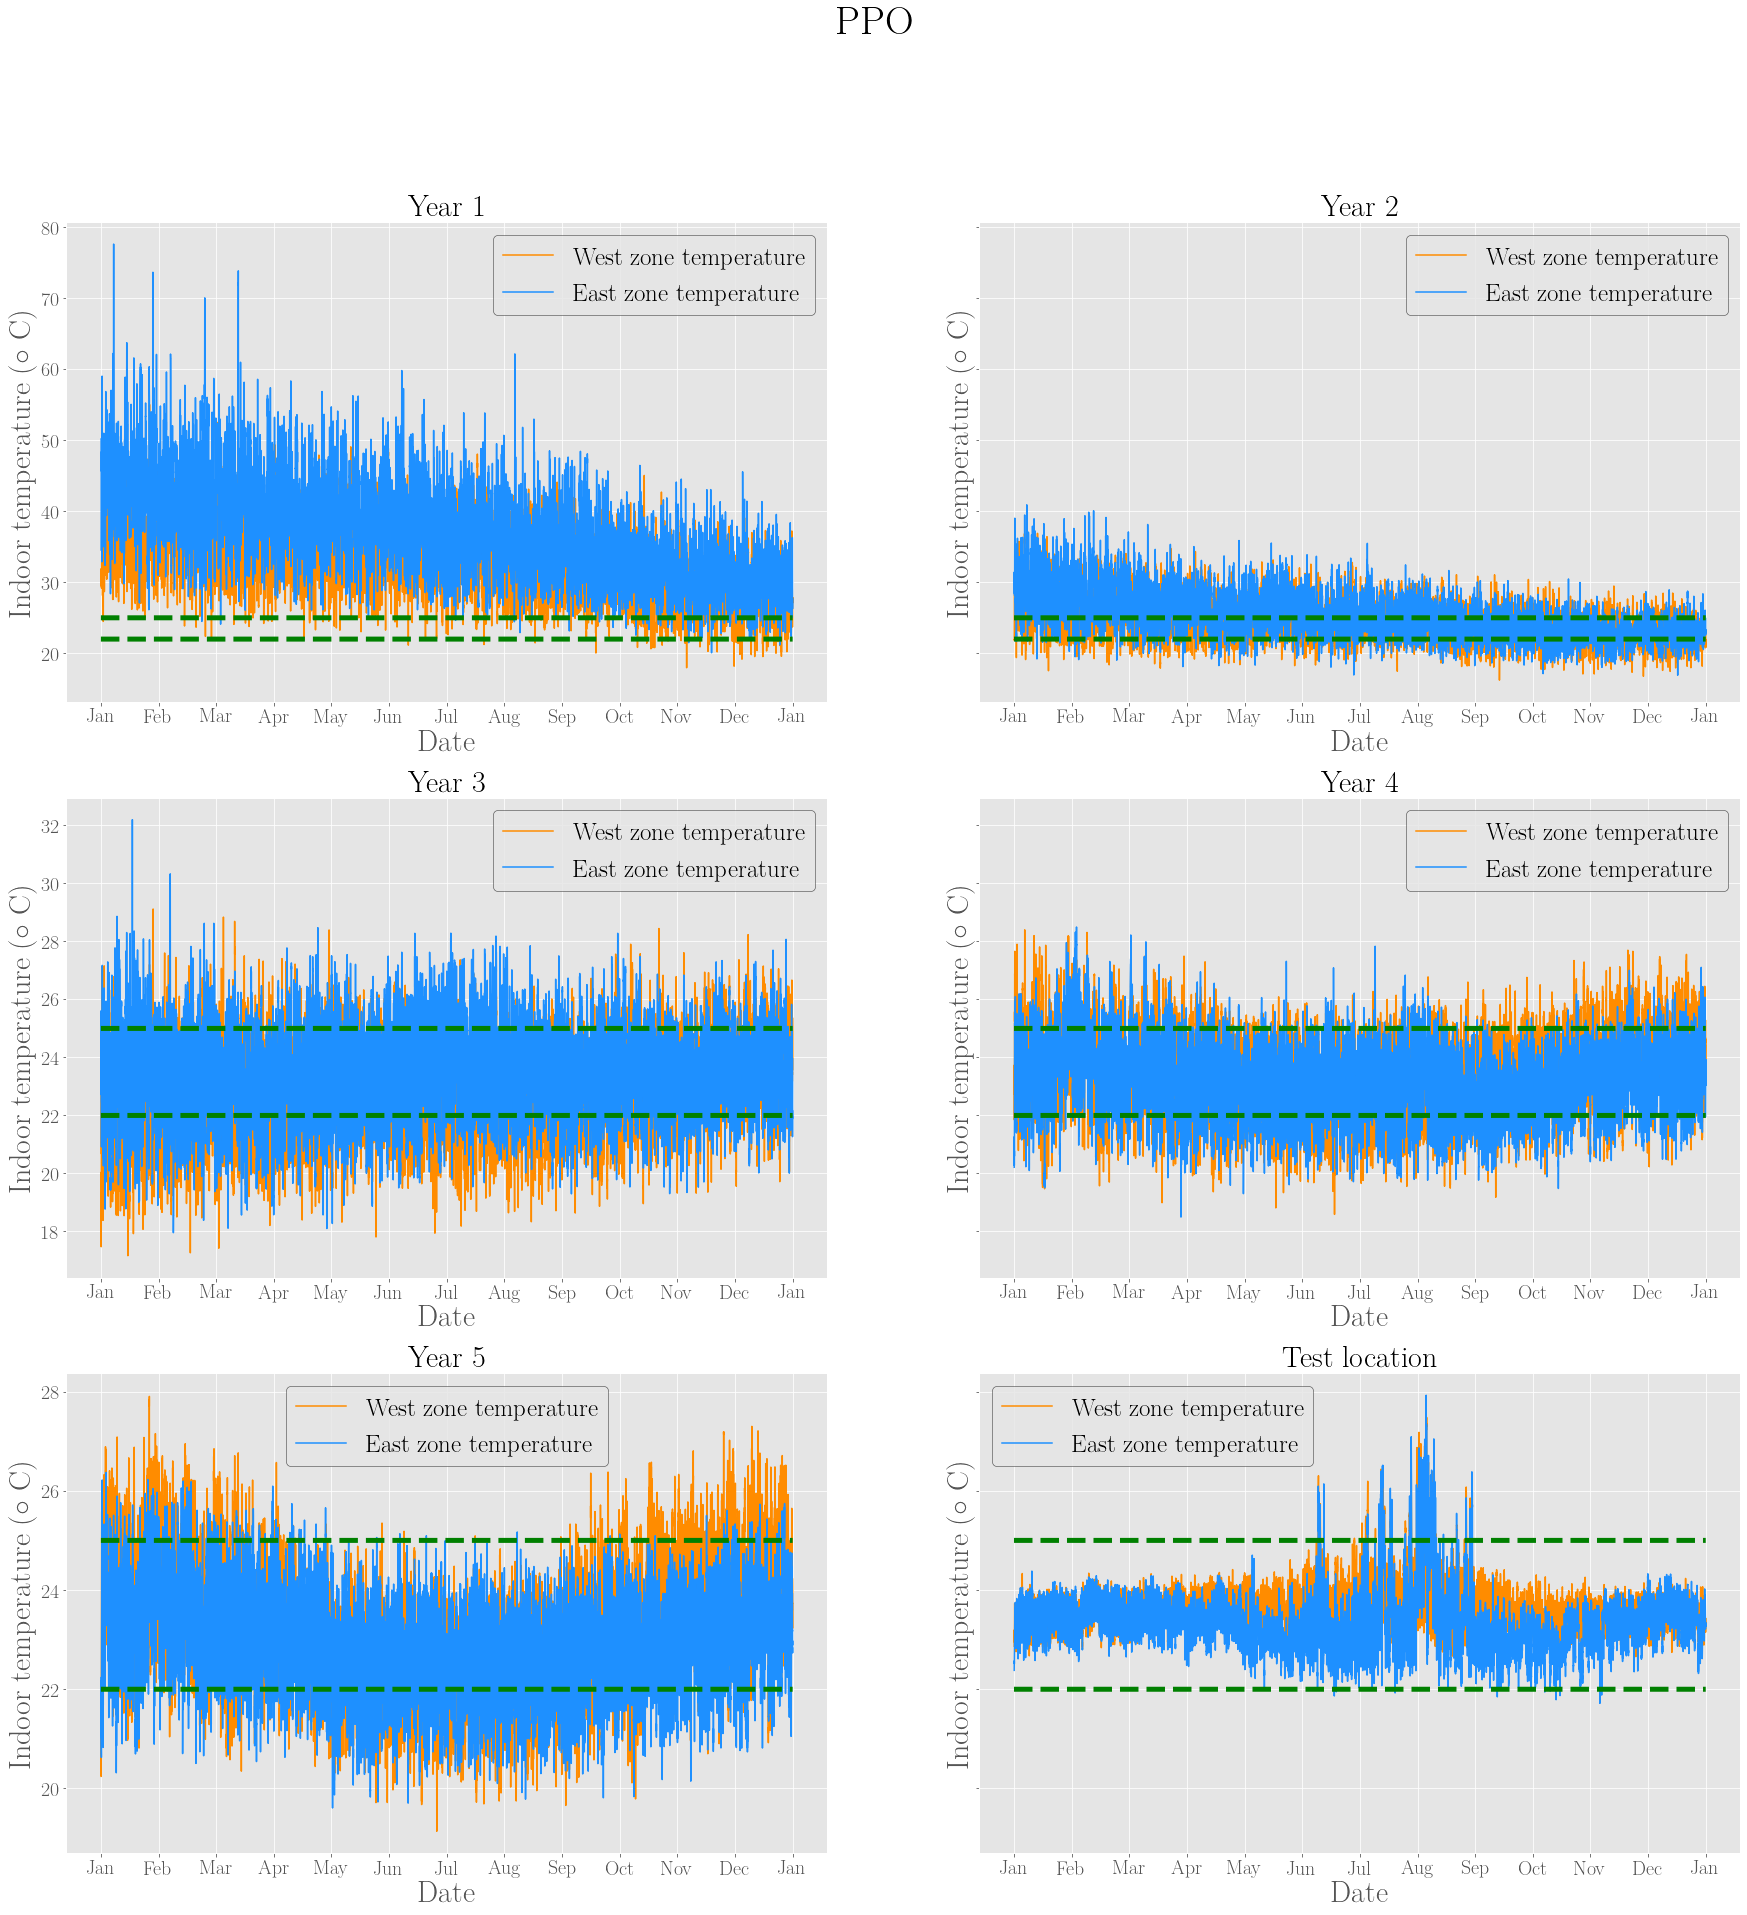 PPO
Year 1
West zone temperature
East zone temperature
Indoor temperature (∘ C)
80
70
60
50
40
30
20
Jan Feb Mar Apr May Jun Jul Aug Sep Oct Nov Dec Jan
Date
Year 2
West zone temperature
East zone temperature
Indoor temperature (∘ C)
Jan Feb Mar Apr May Jun Jul Aug Sep Oct Nov Dec Jan
Date
Year 3
West zone temperature
East zone temperature
Indoor temperature (∘ C)
32
30
28
26
24
22
20
18
Jan Feb Mar Apr May Jun Jul Aug Sep Oct Nov Dec Jan
Date
Year 4
West zone temperature
East zone temperature
Indoor temperature (∘ C)
Jan Feb Mar Apr May Jun Jul Aug Sep Oct Nov Dec Jan
Date
Year 5
West zone temperature
East zone temperature
Indoor temperature (∘ C)
28
26
24
22
20
Jan Feb Mar Apr May Jun Jul Aug Sep Oct Nov Dec Jan
Date
Test location
West zone temperature
East zone temperature
Indoor temperature (∘ C)
Jan Feb Mar Apr May Jun Jul Aug Sep Oct Nov Dec Jan
Date